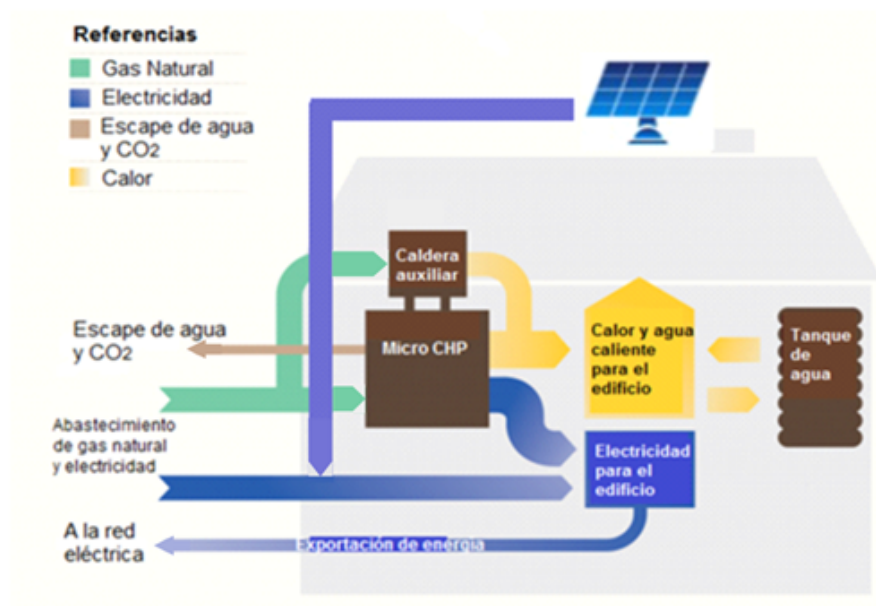 Referencias
Gas Natural
Electricidad
Escape de agua
y CO2
Calor
Caldera
auxiliar
Escape de agua
y CO2
Micro CHP
Calor y agua
caliente
para el
edificio
Tanque
de
agua
Abastecimiento
de gas natural
y electricidad
Electricidad
para el
edificio
A la red
eléctrica
Exportación de energía